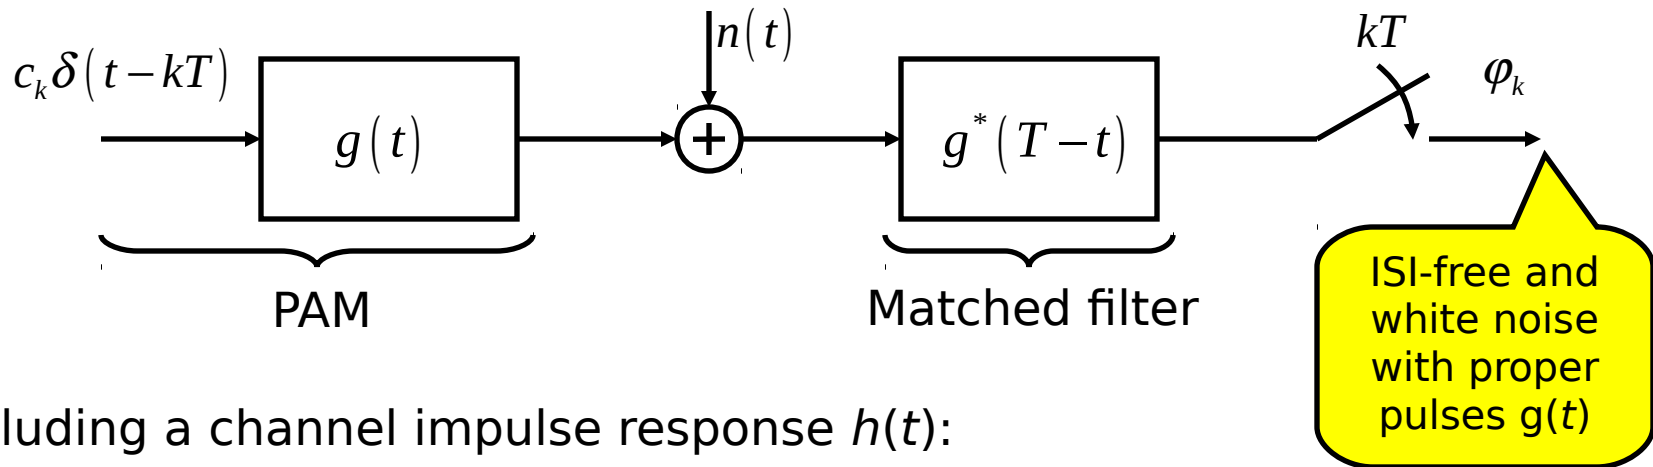 c_k δ(t − kT)
n(t)
kT
φ_k
g(t)
+
g*(T − t)
PAM
Matched filter
ISI-free and
white noise
with proper
pulses g(t)
luding a channel impulse response h(t):